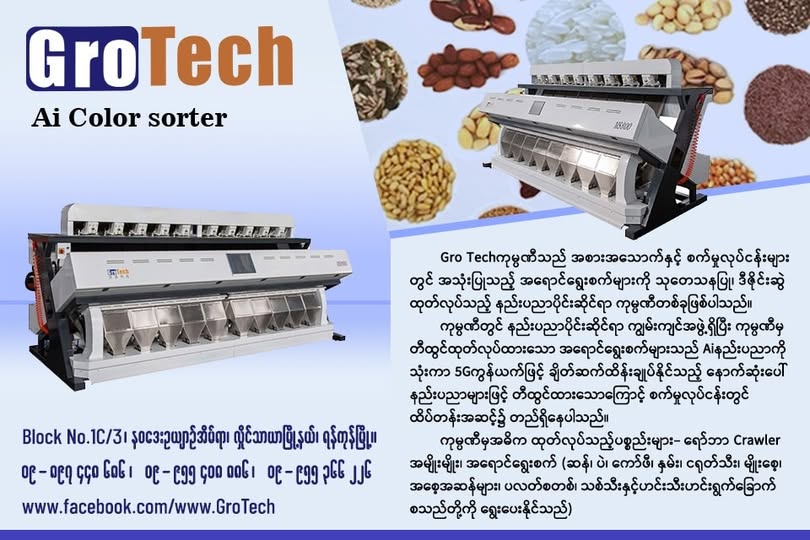 GroTech
Ai Color sorter
GroTech
MS800
Block No.1C/3၊ နဝဒေးဥယျာဉ်အိမ်ရာ၊ လှိုင်သာယာမြို့နယ်၊ ရန်ကုန်မြို့။
၀၉ – ၈၉၇ ၄၄၈ ၆၈၆ ၊ ၀၉ – ၉၅၅ ၄၀၈ ၈၈၆ ၊ ၀၉ – ၉၅၅ ၃၆၆ ၂၂၆
www.facebook.com/www.GroTech
Gro Techကုမ္ပဏီသည် အစားအသောက်နှင့် စက်မှုလုပ်ငန်းများ
တွင် အသုံးပြုသည့် အရောင်ရွေးစက်များကို သုတေသနပြု၊ ဒီဇိုင်းဆွဲ
ထုတ်လုပ်သည့် နည်းပညာပိုင်းဆိုင်ရာ ကုမ္ပဏီတစ်ခုဖြစ်ပါသည်။
ကုမ္ပဏီတွင် နည်းပညာပိုင်းဆိုင်ရာ ကျွမ်းကျင်အဖွဲ့ရှိပြီး ကုမ္ပဏီမှ
တီထွင်ထုတ်လုပ်ထားသော အရောင်ရွေးစက်များသည် Aiနည်းပညာကို
သုံးကာ 5Gကွန်ယက်ဖြင့် ချိတ်ဆက်ထိန်းချုပ်နိုင်သည့် နောက်ဆုံးပေါ်
နည်းပညာများဖြင့် တီထွင်ထားသောကြောင့် စက်မှုလုပ်ငန်းတွင်
ထိပ်တန်းအဆင့်၌ တည်ရှိနေပါသည်။
ကုမ္ပဏီမှအဓိက ထုတ်လုပ်သည့်ပစ္စည်းများ– ရော်ဘာ Crawler
အမျိုးမျိုး၊ အရောင်ရွေးစက် (ဆန်၊ ပဲ၊ ကော်ဖီ၊ နှမ်း၊ ငရုတ်သီး၊ မျိုးစေ့၊
အစေ့အဆန်များ၊ ပလတ်စတစ်၊ သစ်သီးနှင့်ဟင်းသီးဟင်းရွက်ခြောက်
စသည်တို့ကို ရွေးပေးနိုင်သည်)